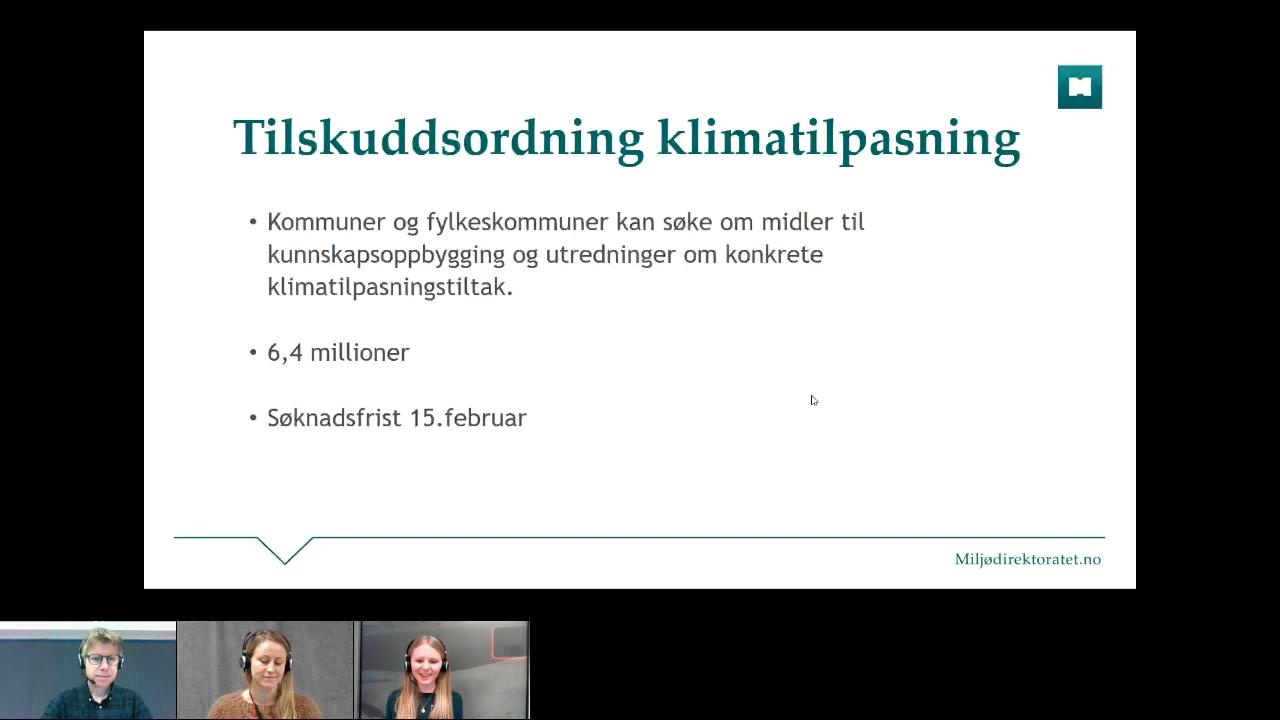 Tilskuddsordning klimatilpasning
• Kommuner og fylkeskommuner kan søke om midler til
kunnskapsoppbygging og utredninger om konkrete
klimatilpasningstiltak.
• 6,4 millioner
• Søknadsfrist 15.februar
Miljødirektoratet.no